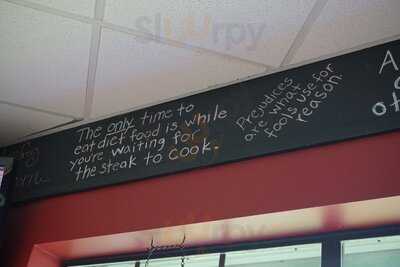 The only time to
eat diet food is while
you're waiting for
the steak to cook.
Prejudices
are what
fools use for
reason.